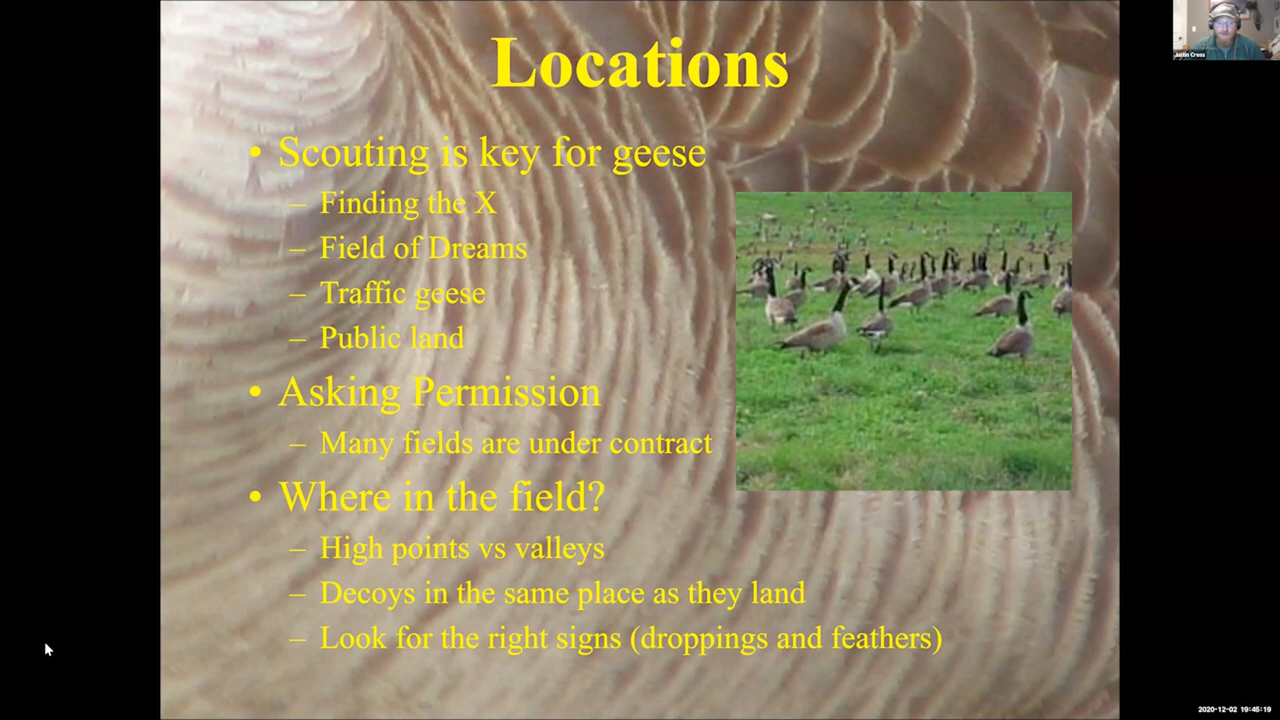 Locations
Justin Cross
• Scouting is key for geese
– Finding the X
– Field of Dreams
– Traffic geese
– Public land
• Asking Permission
– Many fields are under contract
• Where in the field?
– High points vs valleys
– Decoys in the same place as they land
– Look for the right signs (droppings and feathers)
2020-12-02 19:45:19